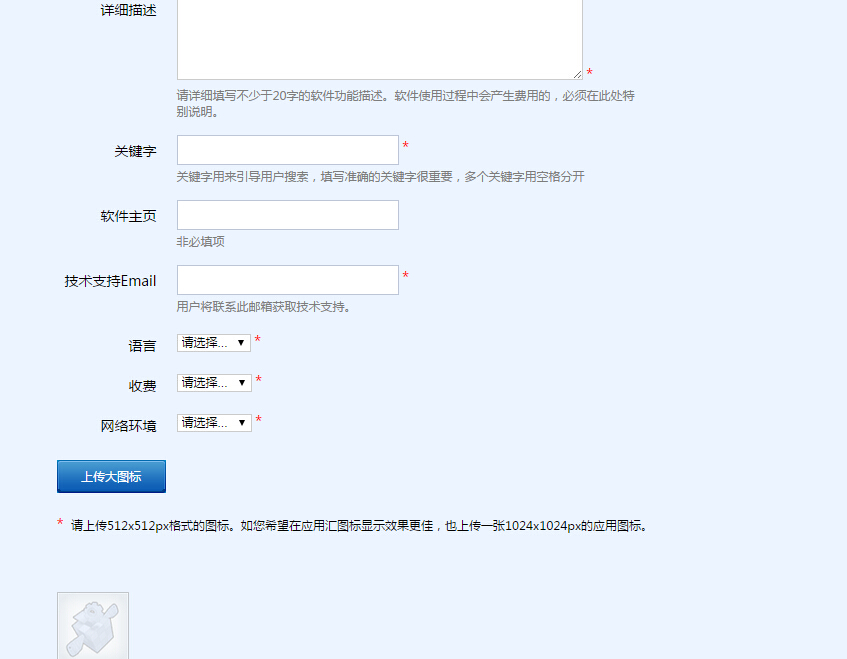 详细描述
*
请详细填写不少于20字的软件功能描述。软件使用过程中会产生费用的，必须在此处特
别说明。
关键字 *
关键字用来引导用户搜索，填写准确的关键字很重要，多个关键字用空格分开
软件主页
非必填项
技术支持Email *
用户将联系此邮箱获取技术支持。
语言 请选择... ▼ *
收费 请选择... ▼ *
网络环境 请选择... ▼ *
上传大图标
* 请上传512x512px格式的图标。如您希望在应用汇图标显示效果更佳，也上传一张1024x1024px的应用图标。